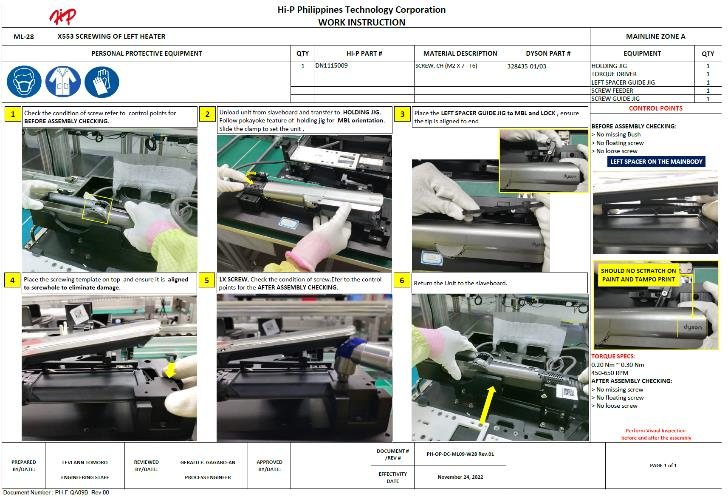 Hi-P
Hi-P Philippines Technology Corporation
WORK INSTRUCTION
ML-28
X553 SCREWING OF LEFT HEATER
MAINLINE ZONE A
PERSONAL PROTECTIVE EQUIPMENT
QTY
HI-P PART #
MATERIAL DESCRIPTION
DYSON PART #
EQUIPMENT
QTY
1
DN1115009
SCREW, CH (M2 X 7 - T6)
328435 01/03
HOLDING JIG
1
TORQUE DRIVER
1
LEFT SPACER GUIDE JIG
1
SCREW FEEDER
1
SCREW GUIDE JIG
1
1
Check the condition of screw refer to control points for
BEFORE ASSEMBLY CHECKING.
2
Unload unit from slaveboard and transfer to HOLDING JIG.
Follow pokayoke feature of holding jig for MBL orientation.
Slide the clamp to set the unit .
3
Place the LEFT SPACER GUIDE JIG to MBL and LOCK , ensure
the tip is aligned to end.
dyson
CONTROL POINTS
BEFORE ASSEMBLY CHECKING:
> No missing Bush
> No floating screw
> No loose screw
LEFT SPACER ON THE MAINBODY
SHOULD NO SCTRATCH ON
PAINT AND TAMPO PRINT
dyson
4
Place the screwing template on top and ensure it is aligned
to screwhole to eliminate damage.
5
1X SCREW. Check the condition of screw.Efer to the control
points for the AFTER ASSEMBLY CHECKING.
6
Return the Unit to the slaveboard.
TORQUE SPECS:
0.20 Nm ~ 0.30 Nm
450-650 RPM
AFTER ASSEMBLY CHECKING:
> No missing screw
> No floating screw
> No loose screw
Perform Visual Inspection
before and after the assembly
PREPARED
BY/DATE:
ENGINEERING STAFF
REVIEWED
BY/DATE:
PROCESS ENGINEER
APPROVED
BY/DATE:
DOCUMENT #
/REV #
PH-OP-DC-ML09-W28 Rev.01
EFFECTIVITY
DATE
November 24, 2022
PAGE 1 of 1
Document Number : PH.F_QA09D_Rev.00